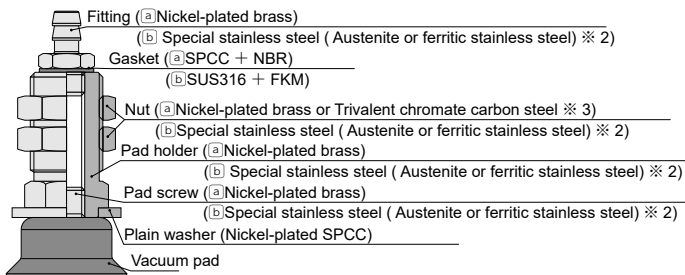 Fitting (ⓐNickel-plated brass)
(ⓑ Special stainless steel ( Austenite or ferritic stainless steel) ※ 2)
Gasket (ⓐSPCC + NBR)
(ⓑSUS316 + FKM)
Nut (ⓐNickel-plated brass or Trivalent chromate carbon steel ※ 3)
(ⓑSpecial stainless steel ( Austenite or ferritic stainless steel) ※ 2)
Pad holder (ⓐNickel-plated brass)
(ⓑ Special stainless steel ( Austenite or ferritic stainless steel) ※ 2)
Pad screw (ⓐNickel-plated brass)
(ⓑSpecial stainless steel ( Austenite or ferritic stainless steel) ※ 2)
Plain washer (Nickel-plated SPCC)
Vacuum pad